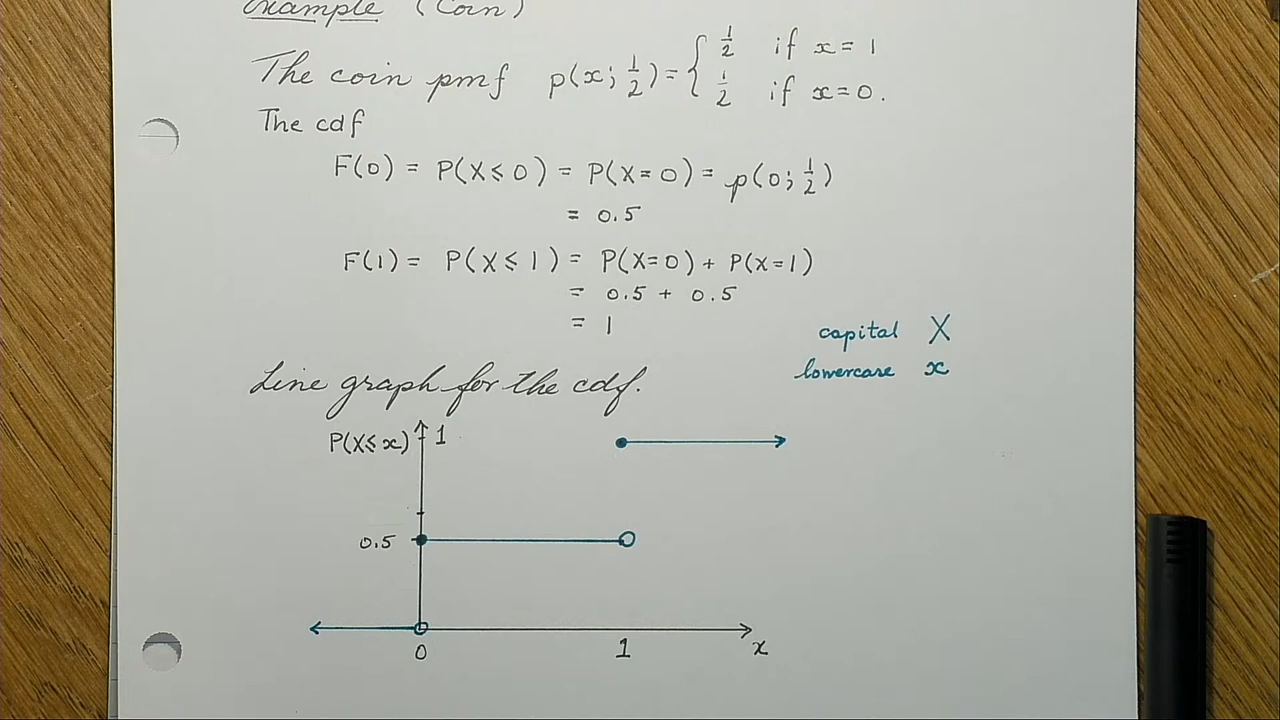 Example (Coin)
The coin pmf p(x; 1/2) = { 1/2 if x = 1
1/2 if x = 0.
The cdf
F(0) = P(X ≤ 0) = P(X = 0) = p(0; 1/2)
= 0.5
F(1) = P(X ≤ 1) = P(X=0) + P(X=1)
= 0.5 + 0.5
= 1
capital X
lowercase x
Line graph for the cdf.
P(X≤x) 1
0.5
0 1 x